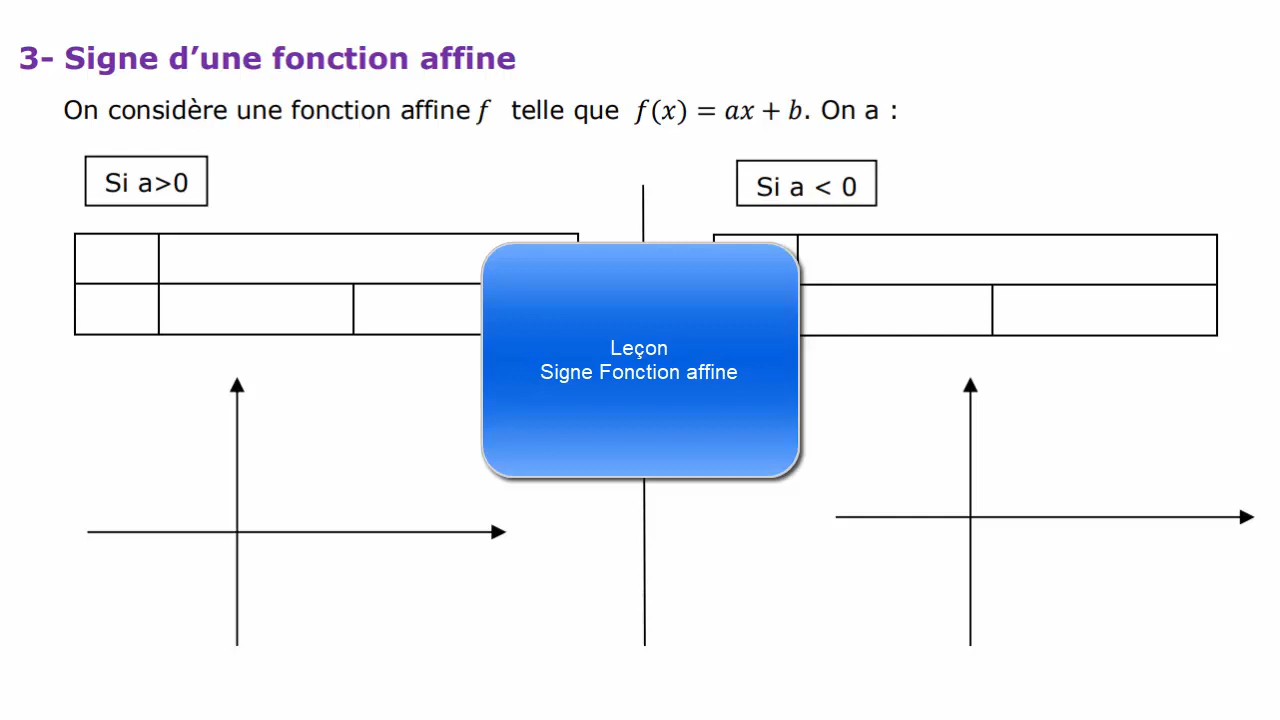 3- Signe d’une fonction affine
On considère une fonction affine f telle que f(x) = ax + b. On a :
Si a>0
Si a < 0
Leçon
Signe Fonction affine